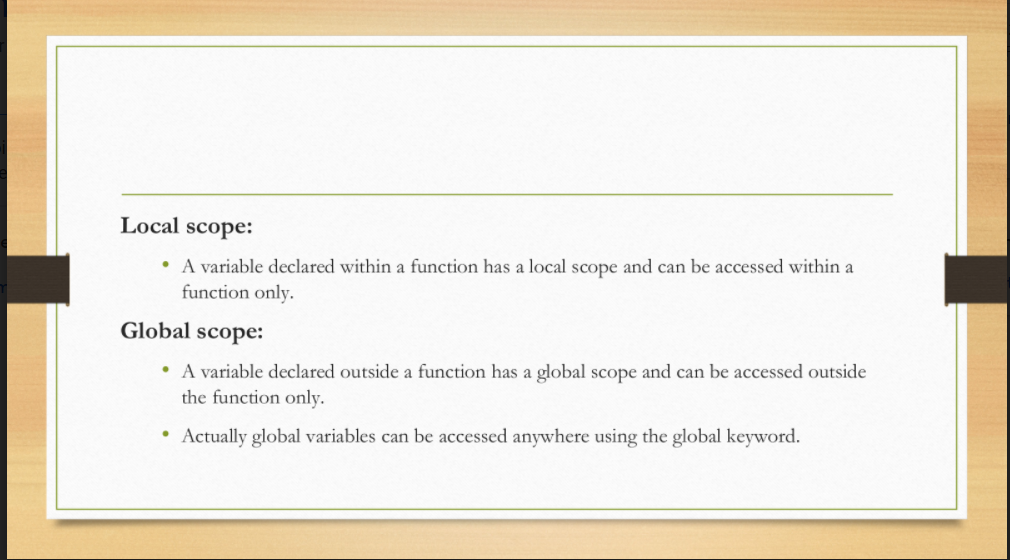 Local scope:
• A variable declared within a function has a local scope and can be accessed within a
function only.
Global scope:
• A variable declared outside a function has a global scope and can be accessed outside
the function only.
• Actually global variables can be accessed anywhere using the global keyword.